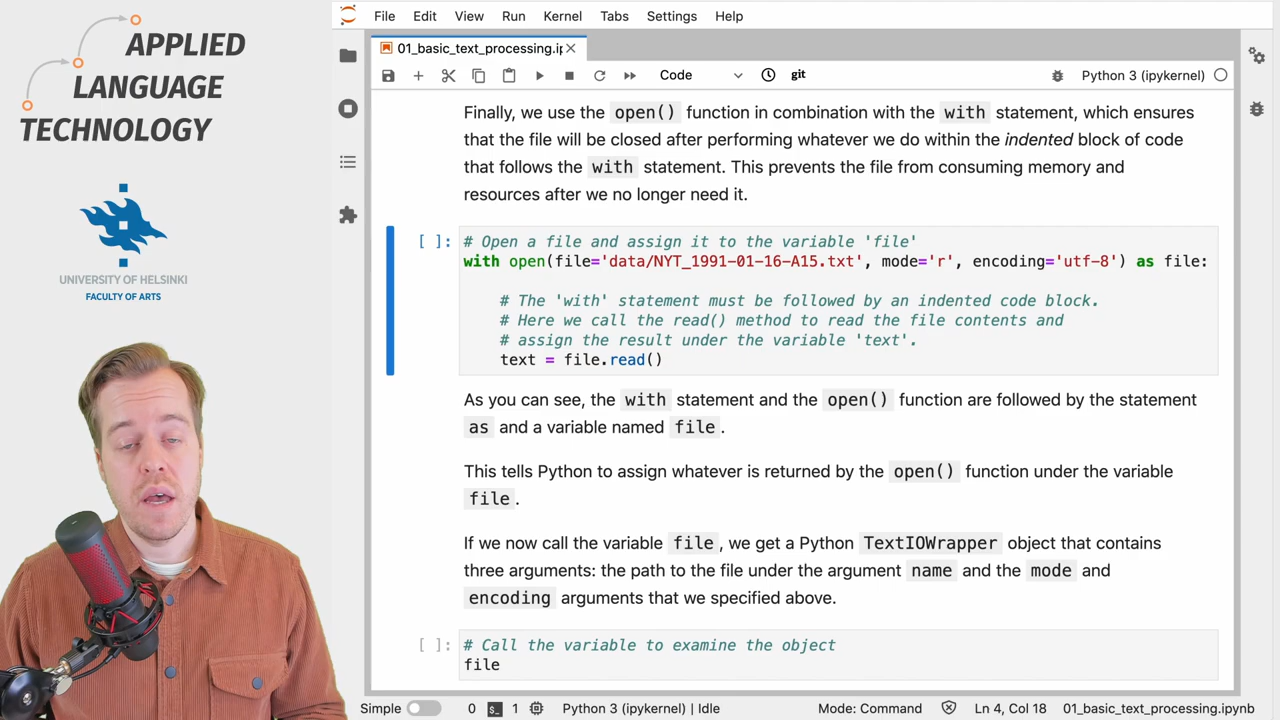 APPLIED
LANGUAGE
TECHNOLOGY
UNIVERSITY OF HELSINKI
FACULTY OF ARTS
File Edit View Run Kernel Tabs Settings Help
01_basic_text_processing.ip
Code
git
Python 3 (ipykernel)
Finally, we use the open() function in combination with the with statement, which ensures
that the file will be closed after performing whatever we do within the indented block of code
that follows the with statement. This prevents the file from consuming memory and
resources after we no longer need it.
[ ]: # Open a file and assign it to the variable 'file'
with open(file='data/NYT_1991-01-16-A15.txt', mode='r', encoding='utf-8') as file:
# The 'with' statement must be followed by an indented code block.
# Here we call the read() method to read the file contents and
# assign the result under the variable 'text'.
text = file.read()
As you can see, the with statement and the open() function are followed by the statement
as and a variable named file.
This tells Python to assign whatever is returned by the open() function under the variable
file.
If we now call the variable file, we get a Python TextIOWrapper object that contains
three arguments: the path to the file under the argument name and the mode and
encoding arguments that we specified above.
[ ]: # Call the variable to examine the object
file
Simple 0 1 Python 3 (ipykernel) | Idle Mode: Command Ln 4, Col 18 01_basic_text_processing.ipynb